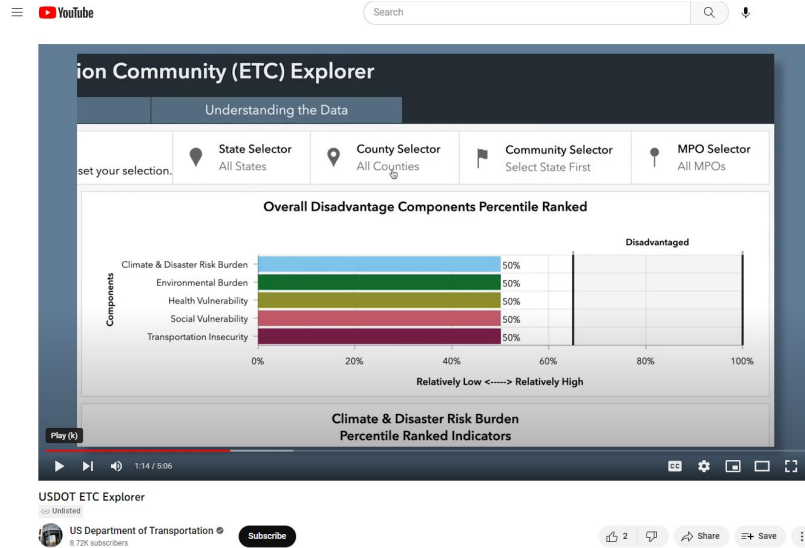 YouTube
Search
ion Community (ETC) Explorer
Understanding the Data
set your selection.
State Selector
All States
County Selector
All Counties
Community Selector
Select State First
MPO Selector
All MPOs
Overall Disadvantage Components Percentile Ranked
Disadvantaged
Components
Climate & Disaster Risk Burden 50%
Environmental Burden 50%
Health Vulnerability 50%
Social Vulnerability 50%
Transportation Insecurity 50%
0% 20% 40% 60% 80% 100%
Relatively Low <-----> Relatively High
Climate & Disaster Risk Burden
Percentile Ranked Indicators
Play (k)
1:14 / 5:06
CC
USDOT ETC Explorer
Unlisted
US Department of Transportation
8.72K subscribers
Subscribe
2
Share
Save